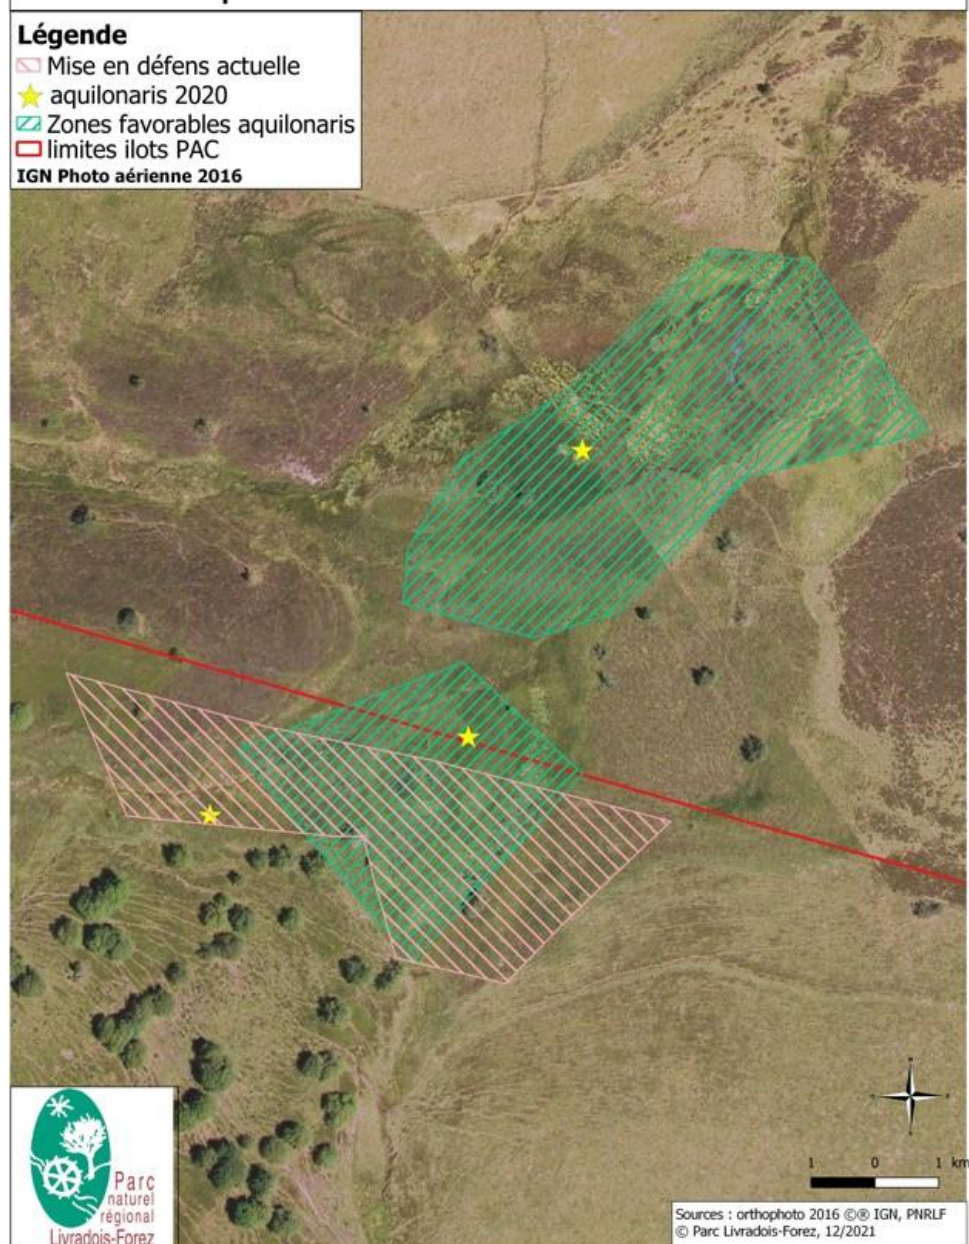 Légende
Mise en défens actuelle
aquilonaris 2020
Zones favorables aquilonaris
limites ilots PAC
IGN Photo aérienne 2016
1 0 1 km
Parc
naturel
régional
Livradois-Forez
Sources : orthophoto 2016 ©® IGN, PNRLF
© Parc Livradois-Forez, 12/2021